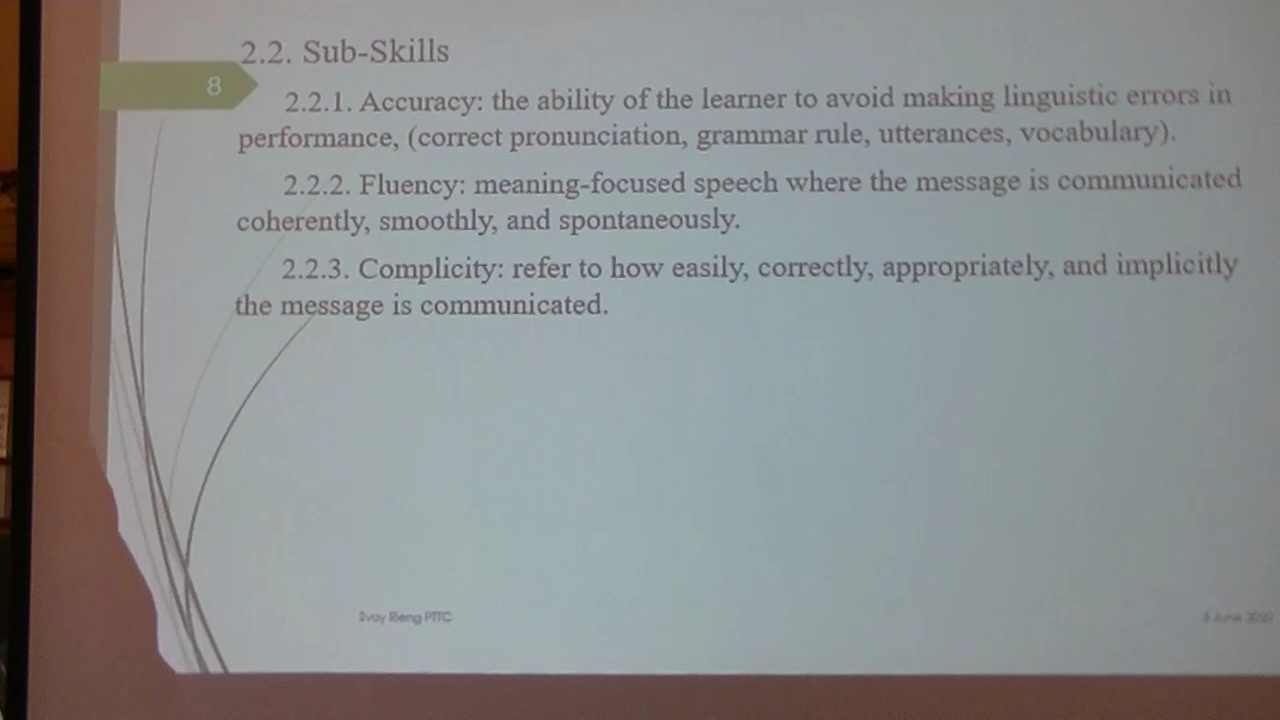 2.2. Sub-Skills
8
2.2.1. Accuracy: the ability of the learner to avoid making linguistic errors in
performance, (correct pronunciation, grammar rule, utterances, vocabulary).
2.2.2. Fluency: meaning-focused speech where the message is communicated
coherently, smoothly, and spontaneously.
2.2.3. Complicity: refer to how easily, correctly, appropriately, and implicitly
the message is communicated.
Svay Rieng PTTC
6 June